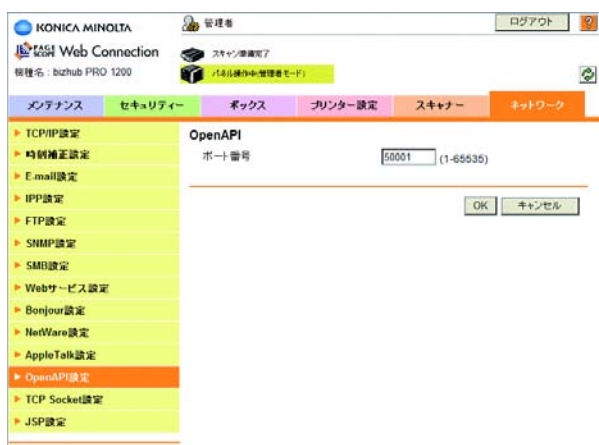 KONICA MINOLTA
管理者
ログアウト
?
PAGE SCOPE Web Connection
スキャン準備完了
機種名 : bizhub PRO 1200
パネル操作中(管理者モード)
メンテナンス
セキュリティー
ボックス
プリンター設定
スキャナー
ネットワーク
TCP/IP設定
時刻補正設定
E.mail設定
IPP設定
FTP設定
SNMP設定
SMB設定
Webサービス設定
Bonjour設定
NetWare設定
AppleTalk設定
OpenAPI設定
TCP Socket設定
JSP設定
OpenAPI
ポート番号
50001 (1-65535)
OK
キャンセル